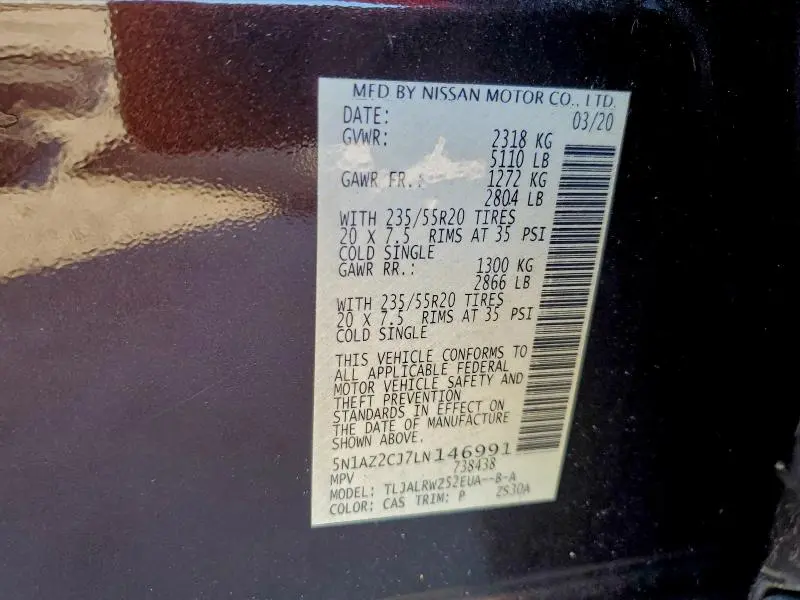 MFD BY NISSAN MOTOR CO., LTD.
DATE: 03/20
GVWR: 2318 KG
5110 LB
GAWR FR.: 1272 KG
2804 LB
WITH 235/55R20 TIRES
20 X 7.5 RIMS AT 35 PSI
COLD SINGLE
GAWR RR.: 1300 KG
2866 LB
WITH 235/55R20 TIRES
20 X 7.5 RIMS AT 35 PSI
COLD SINGLE
THIS VEHICLE CONFORMS TO
ALL APPLICABLE FEDERAL
MOTOR VEHICLE SAFETY AND
THEFT PREVENTION
STANDARDS IN EFFECT ON
THE DATE OF MANUFACTURE
SHOWN ABOVE.
5N1AZ2CJ7LN146991
MPV 738438
MODEL: TLJALRWZS2EUA--B-A
COLOR: CAS TRIM: P ZS30A